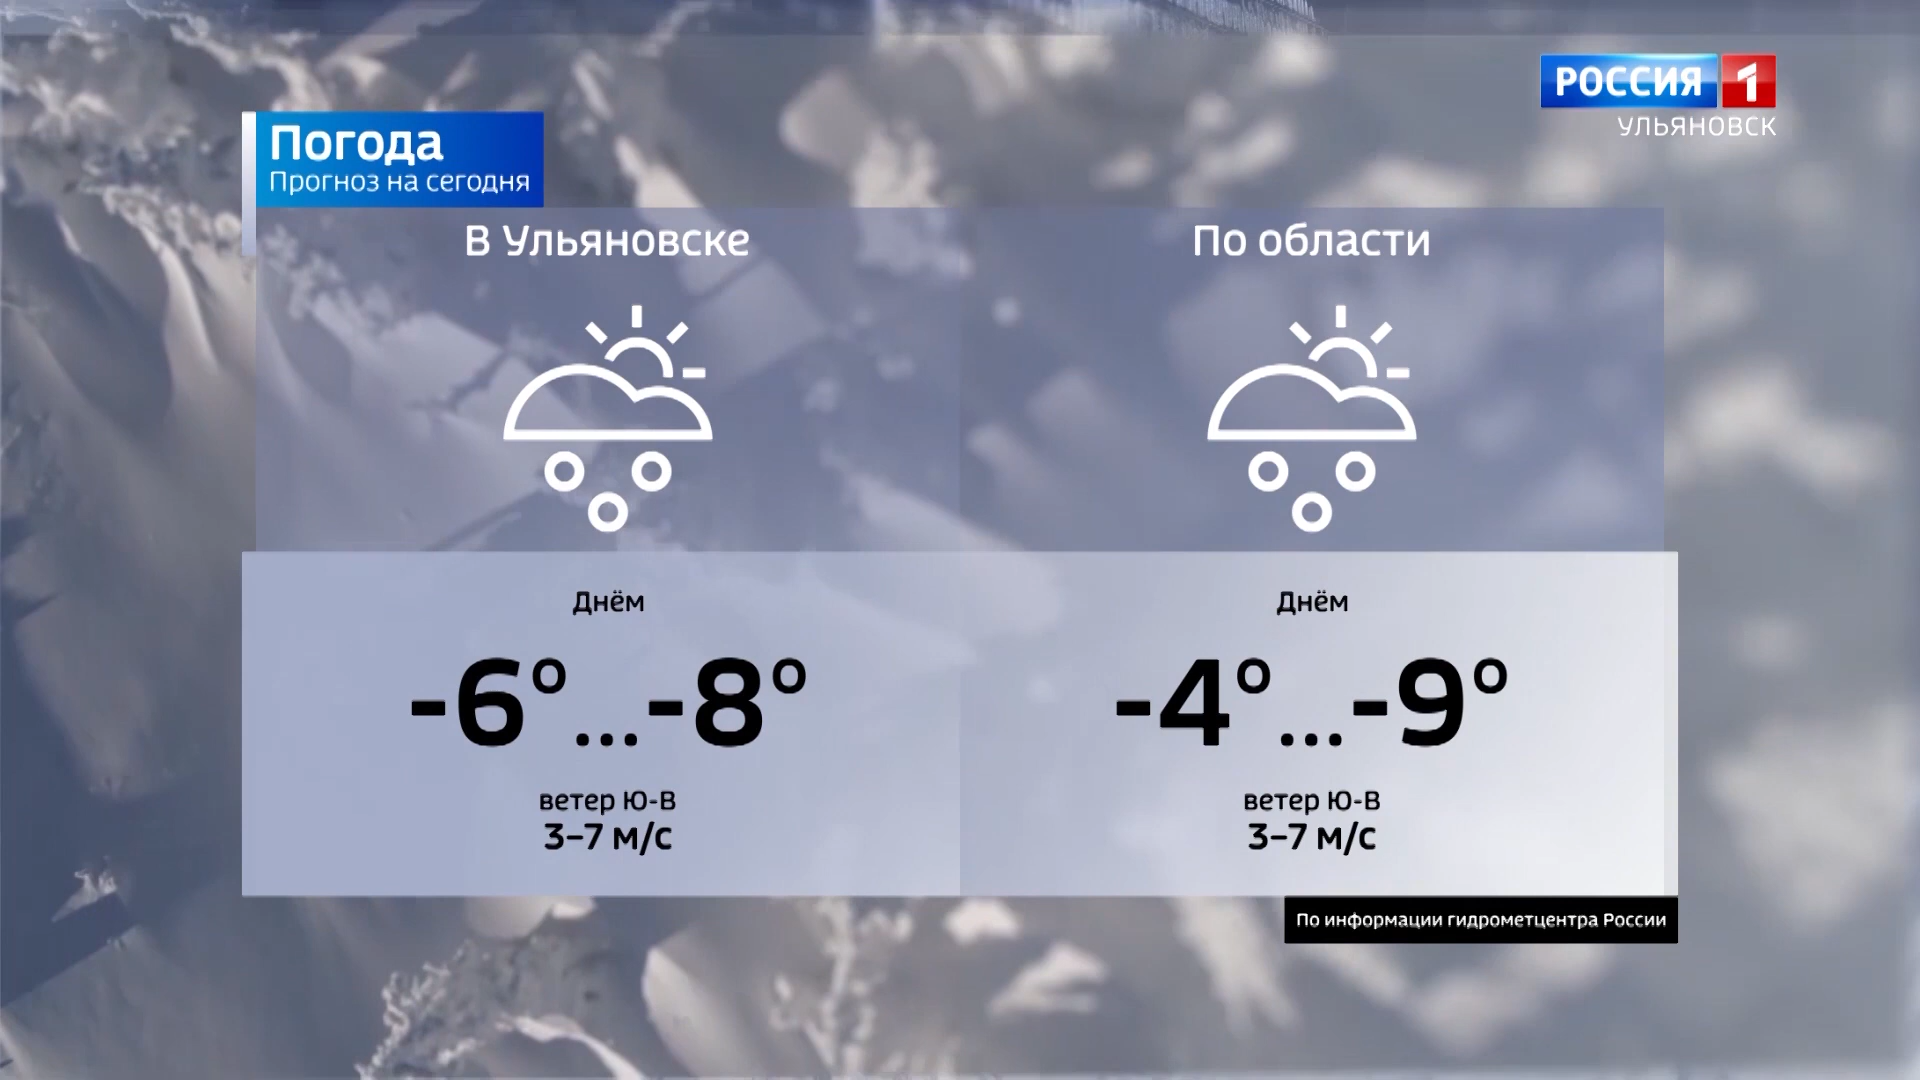 РОССИЯ 1
УЛЬЯНОВСК
Погода
Прогноз на сегодня
В Ульяновске
По области
Днём
-6°...-8°
ветер Ю-В
3–7 м/с
Днём
-4°...-9°
ветер Ю-В
3–7 м/с
По информации гидрометцентра России